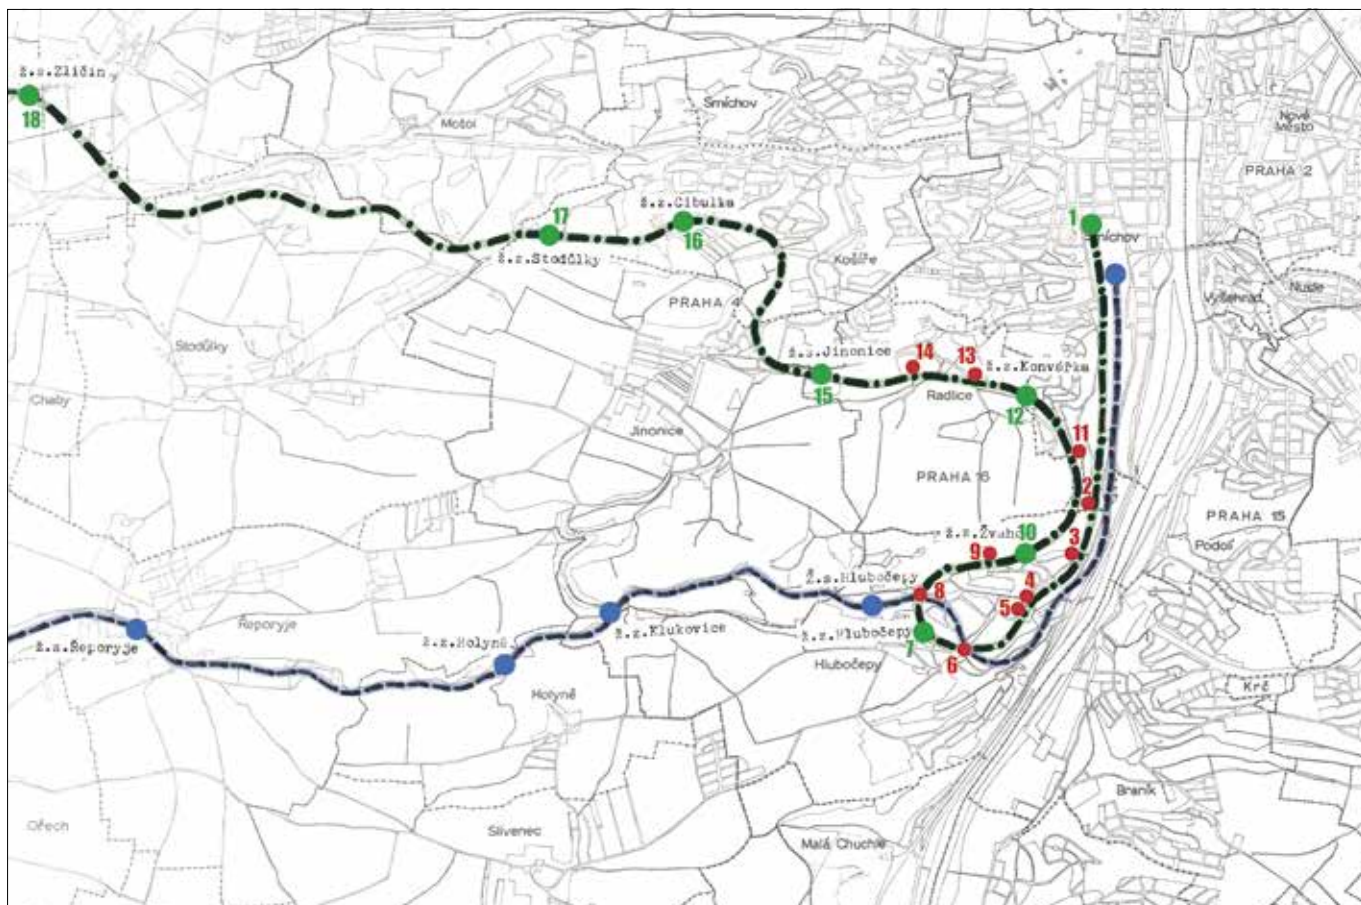 ž.s.Zličín
18
Motol
Smíchov
Nové
Město
PRAHA 2
17
ž.z.Cibulka
16
1
Smíchov
ž.z.Stodůlky
Košíře
Vyšehrad
Nusle
PRAHA 4
Stodůlky
ž.s.Jinonice
14
13
ž.z.Konvářka
15
Radlice
12
Chaby
Jinonice
11
PRAHA 16
2
PRAHA 15
Podolí
ž.z.Žvaho
10
9
3
ž.s.Hlubočepy
8
4
5
Řeporyje
ž.s.Řeporyje
ž.z.Holyně
ž.z.Klukovice
ž.z.Hlubočepy
7
6
Hlubočepy
Holyně
Krč
Braník
Ořech
Slivenec
Malá Chuchle